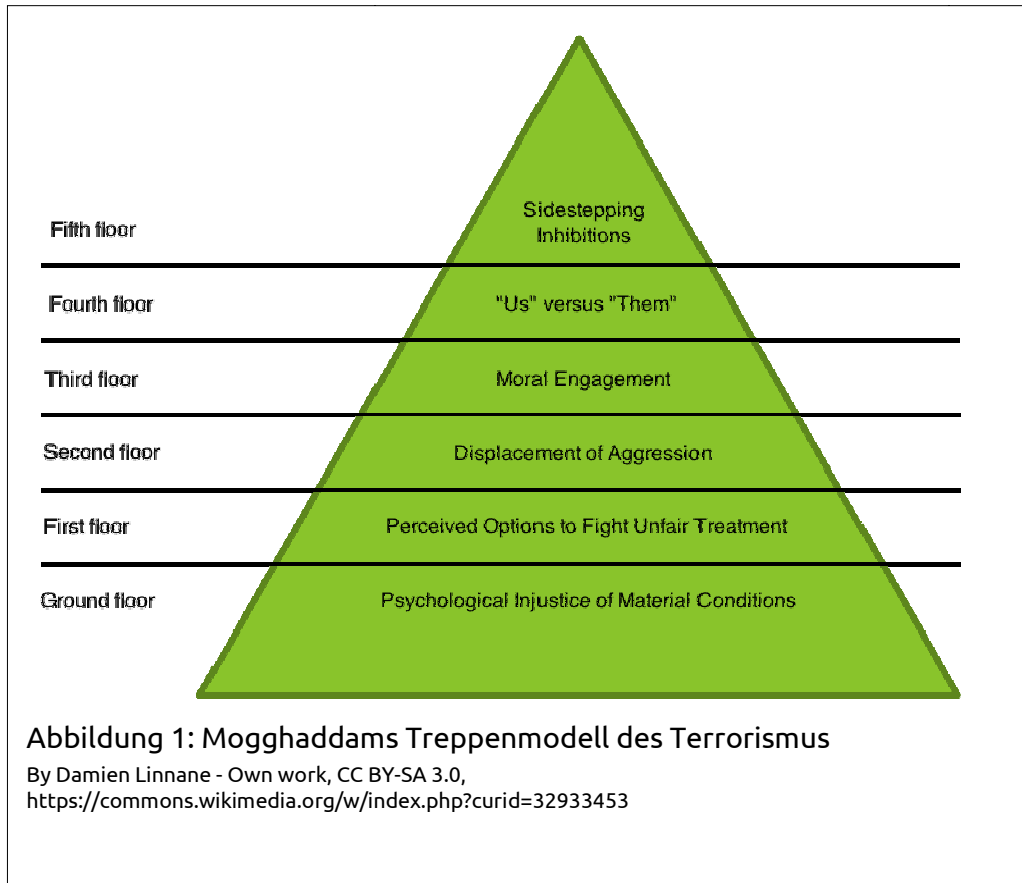 Fifth floor
Sidestepping
Inhibitions
Fourth floor
"Us" versus "Them"
Third floor
Moral Engagement
Second floor
Displacement of Aggression
First floor
Perceived Options to Fight Unfair Treatment
Ground floor
Psychological Injustice of Material Conditions
Abbildung 1: Mogghaddams Treppenmodell des Terrorismus
By Damien Linnane - Own work, CC BY-SA 3.0,
https://commons.wikimedia.org/w/index.php?curid=32933453